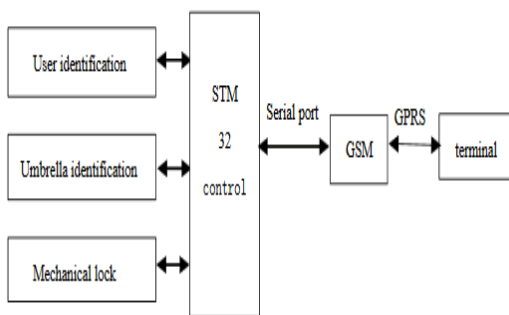 User identification
Umbrella identification
Mechanical lock
STM
32
control
Serial port
GSM
GPRS
terminal